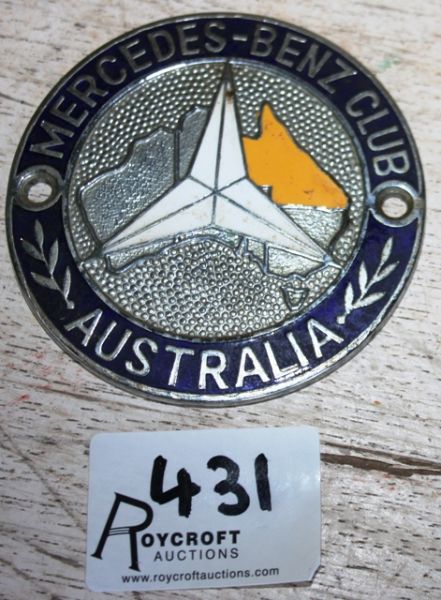 MERCEDES-BENZ CLUB
AUSTRALIA
431
ROYCROFT
AUCTIONS
www.roycroftauctions.com